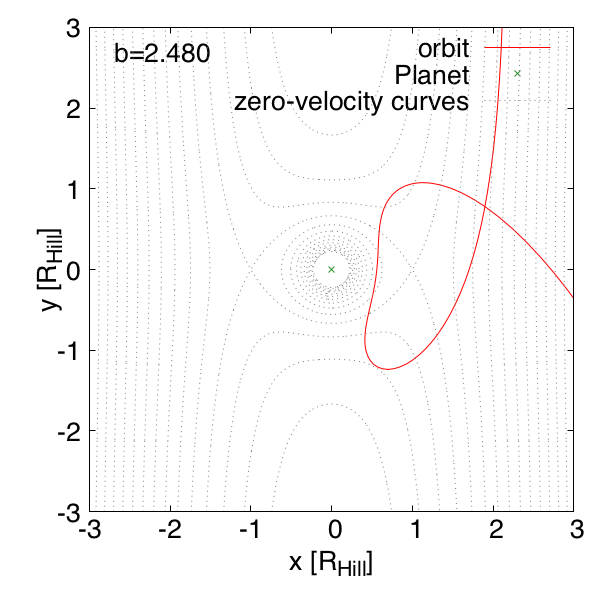 b=2.480
orbit
Planet
zero-velocity curves
3
2
1
0
-1
-2
-3
y [R_Hill]
-3 -2 -1 0 1 2 3
x [R_Hill]